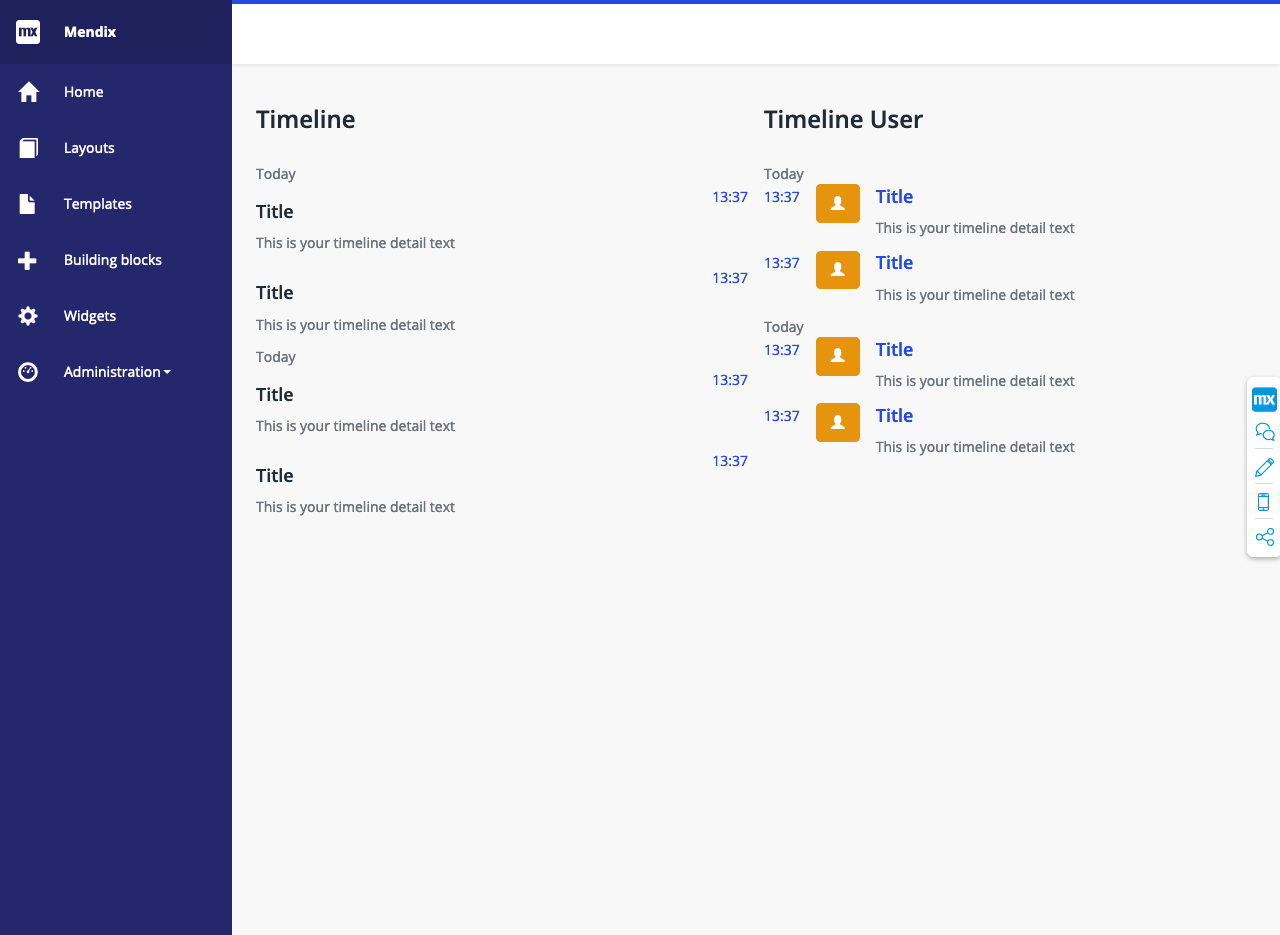 mx Mendix
Home
Layouts
Templates
Building blocks
Widgets
Administration
Timeline
Today
13:37
Title
This is your timeline detail text
13:37
Title
This is your timeline detail text
Today
13:37
Title
This is your timeline detail text
13:37
Title
This is your timeline detail text
Timeline User
Today
13:37 Title
This is your timeline detail text
13:37 Title
This is your timeline detail text
Today
13:37 Title
This is your timeline detail text
13:37 Title
This is your timeline detail text
mx